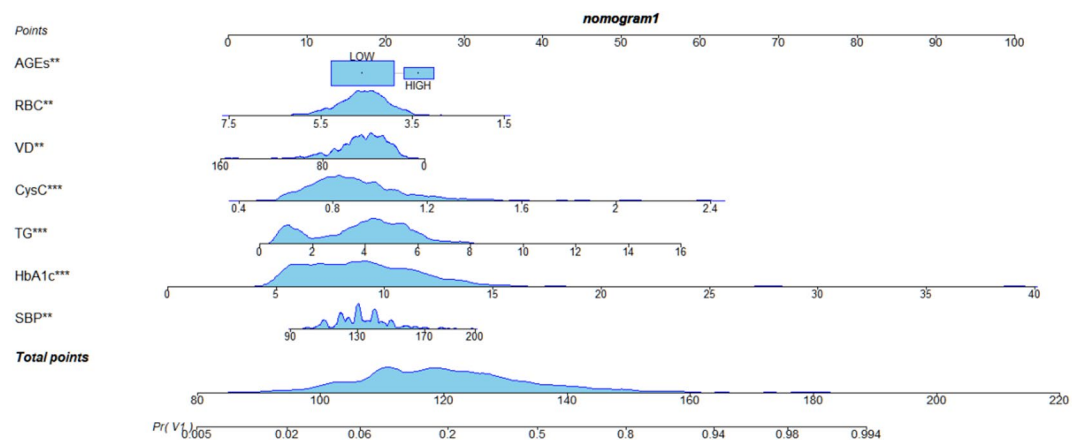 nomogram1
Points
0 10 20 30 40 50 60 70 80 90 100
AGEs**
LOW
HIGH
RBC**
7.5 5.5 3.5 1.5
VD**
160 80 0
CysC***
0.4 0.8 1.2 1.6 2 2.4
TG***
0 2 4 6 8 10 12 14 16
HbA1c***
0 5 10 15 20 25 30 35 40
SBP**
90 130 170 200
Total points
80 100 120 140 160 180 200 220
Pr( V1 )
0.005 0.02 0.06 0.2 0.5 0.8 0.94 0.98 0.994